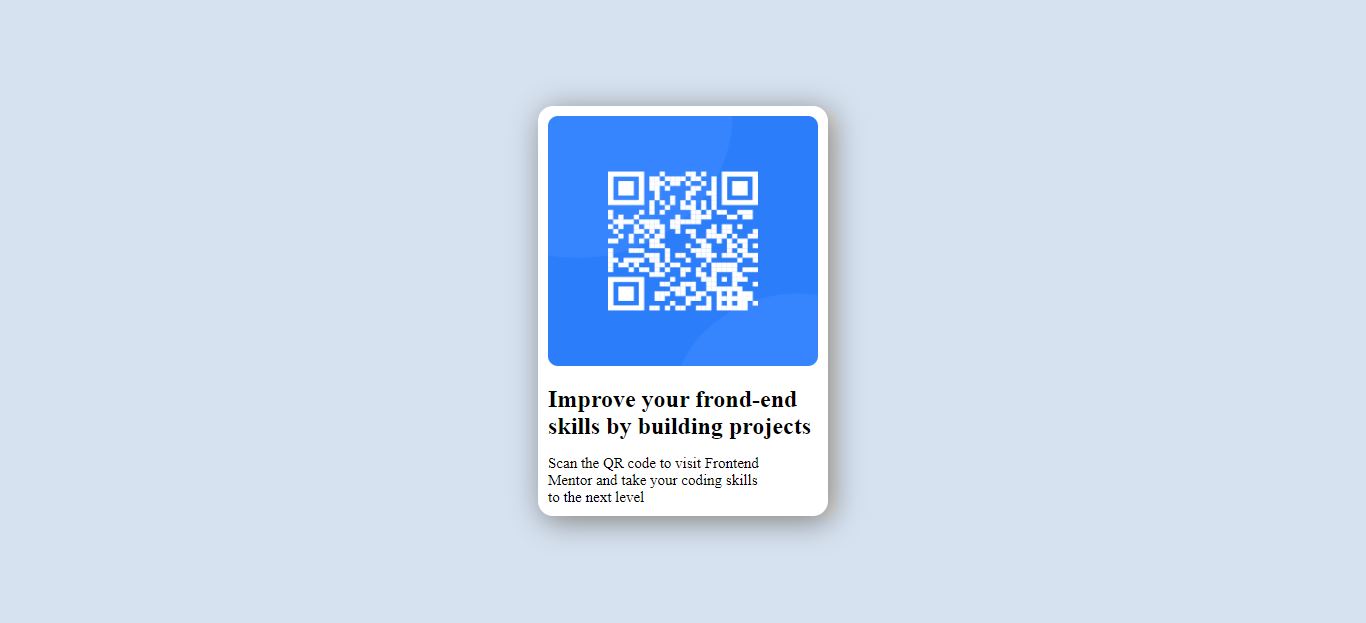 Improve your frond-end
skills by building projects
Scan the QR code to visit Frontend
Mentor and take your coding skills
to the next level